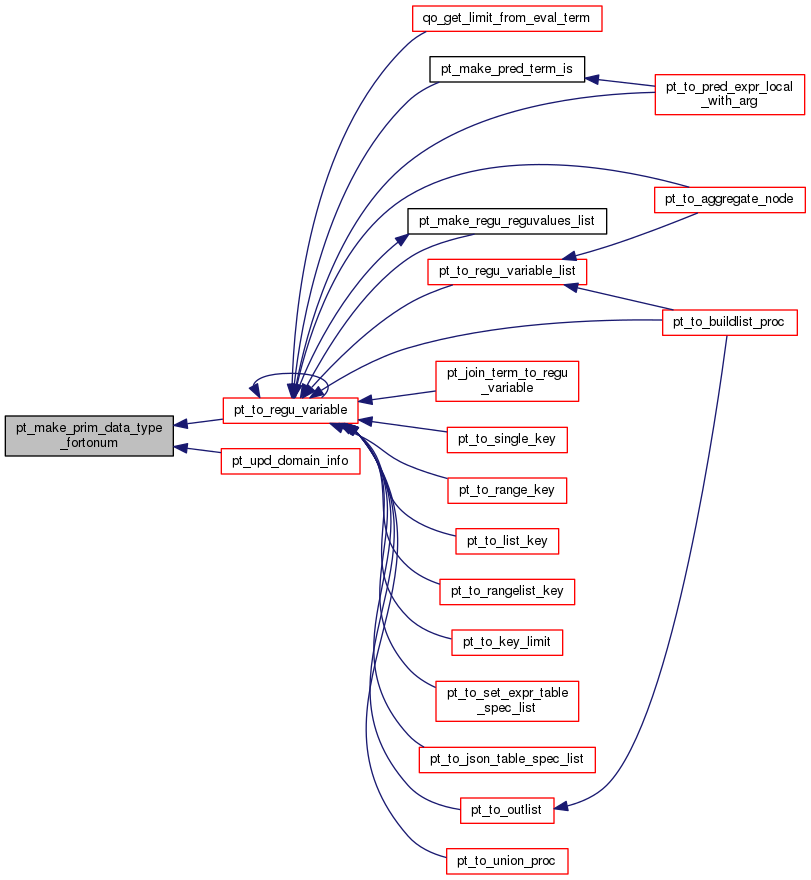 qo_get_limit_from_eval_term
pt_make_pred_term_is
pt_to_pred_expr_local
_with_arg
pt_to_aggregate_node
pt_make_regu_reguvalues_list
pt_to_regu_variable_list
pt_to_buildlist_proc
pt_join_term_to_regu
_variable
pt_to_regu_variable
pt_make_prim_data_type
_fortonum
pt_to_single_key
pt_upd_domain_info
pt_to_range_key
pt_to_list_key
pt_to_rangelist_key
pt_to_key_limit
pt_to_set_expr_table
_spec_list
pt_to_json_table_spec_list
pt_to_outlist
pt_to_union_proc